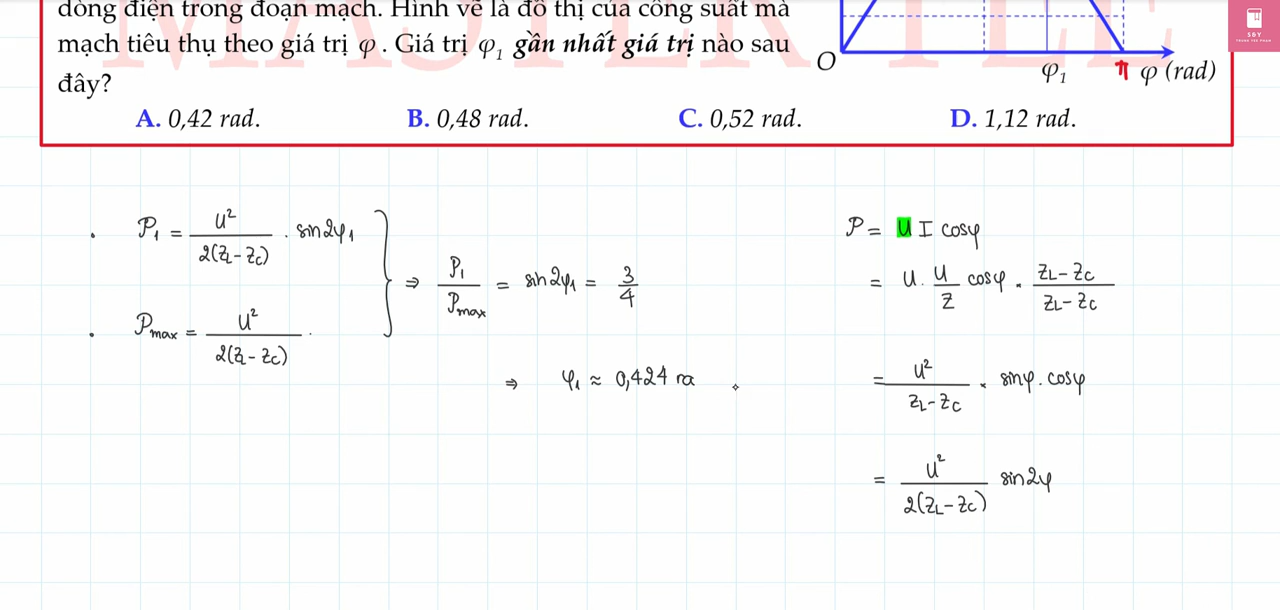 dòng điện trong đoạn mạch. Hình vẽ là đồ thị của công suất mà
mạch tiêu thụ theo giá trị φ . Giá trị φ₁ gần nhất giá trị nào sau
đây?
O
φ₁
π
φ (rad)
A. 0,42 rad.
B. 0,48 rad.
C. 0,52 rad.
D. 1,12 rad.
SBY
. P₁ = U²/2(ZL – ZC) . sin2φ₁
. Pmax = U²/2(ZL – ZC) .
⇒ P₁/Pmax = sin2φ₁ = 3/4
⇒ φ₁ ≈ 0,424 ra
P = U I cosφ
= U . U/Z cosφ . ZL – ZC/ZL – ZC
= U²/ZL – ZC . sinφ . cosφ
= U²/2(ZL – ZC) sin2φ